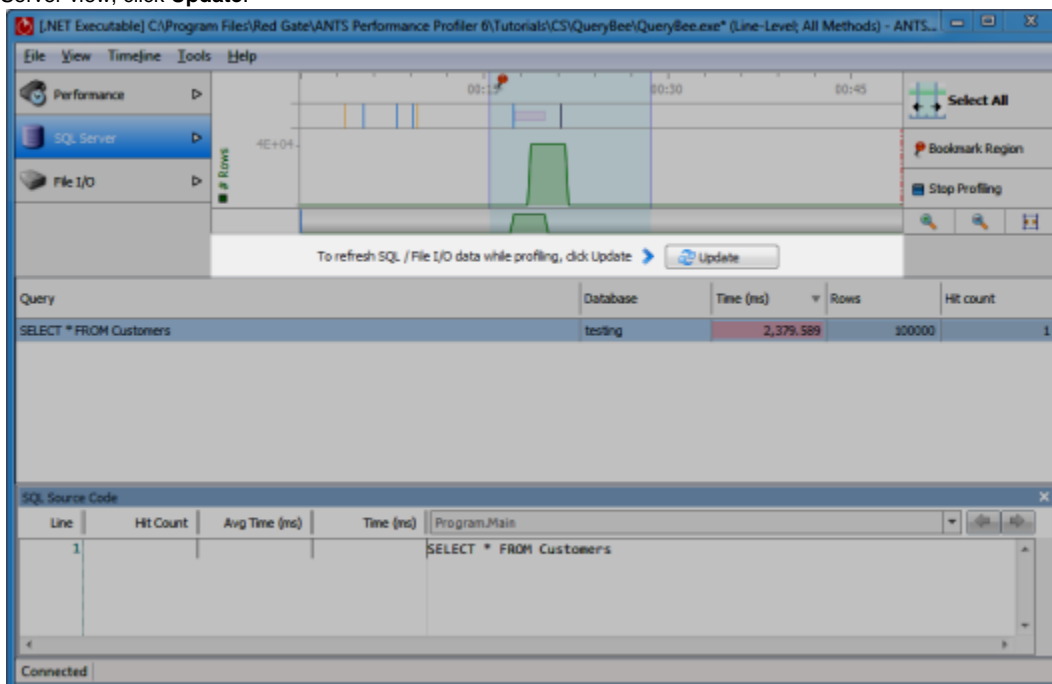 Server view, click Update.
[.NET Executable] C:\Program Files\Red Gate\ANTS Performance Profiler 6\Tutorials\CS\QueryBee\QueryBee.exe* (Line-Level; All Methods) - ANTS...
File View Timeline Tools Help
Performance
SQL Server
File I/O
00:15 00:30 00:45
4E+04
# Rows
Select All
Bookmark Region
Stop Profiling
To refresh SQL / File I/O data while profiling, click Update Update
Query Database Time (ms) Rows Hit count
SELECT * FROM Customers testing 2,379.589 100000 1
SQL Source Code
Line Hit Count Avg Time (ms) Time (ms) Program.Main
1 SELECT * FROM Customers
Connected